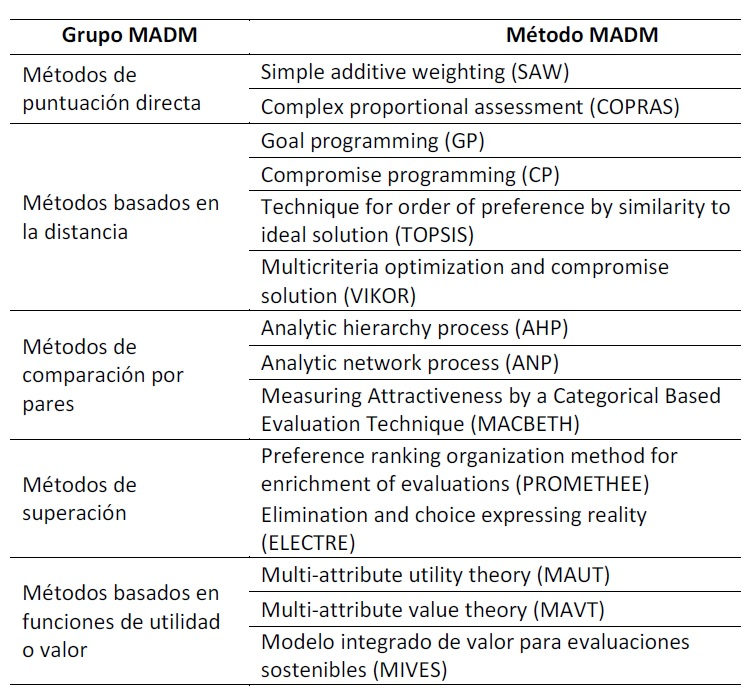 Grupo MADM
Método MADM
Métodos de
puntuación directa
Simple additive weighting (SAW)
Complex proportional assessment (COPRAS)
Métodos basados en
la distancia
Goal programming (GP)
Compromise programming (CP)
Technique for order of preference by similarity to
ideal solution (TOPSIS)
Multicriteria optimization and compromise
solution (VIKOR)
Métodos de
comparación por
pares
Analytic hierarchy process (AHP)
Analytic network process (ANP)
Measuring Attractiveness by a Categorical Based
Evaluation Technique (MACBETH)
Métodos de
superación
Preference ranking organization method for
enrichment of evaluations (PROMETHEE)
Elimination and choice expressing reality
(ELECTRE)
Métodos basados en
funciones de utilidad
o valor
Multi-attribute utility theory (MAUT)
Multi-attribute value theory (MAVT)
Modelo integrado de valor para evaluaciones
sostenibles (MIVES)